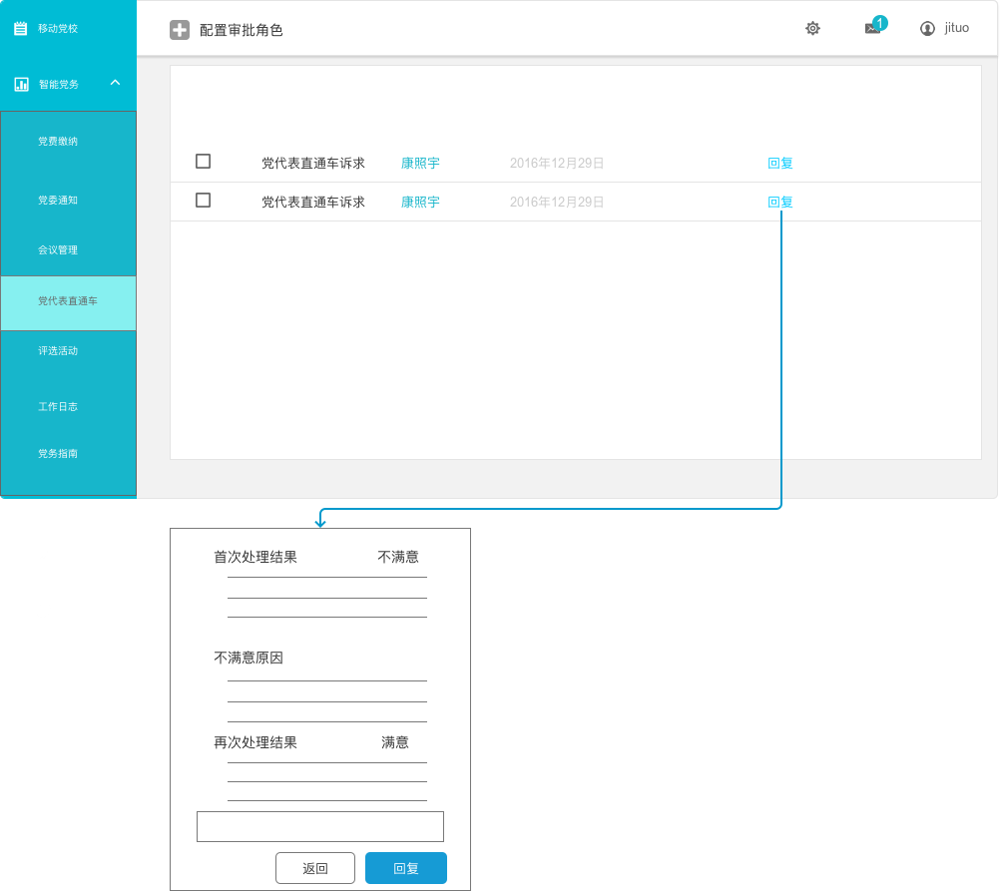 移动党校
智能党务
党费缴纳
党委通知
会议管理
党代表直通车
评选活动
工作日志
党务指南
配置审批角色
1
jituo
党代表直通车诉求 康照宇 2016年12月29日 回复
党代表直通车诉求 康照宇 2016年12月29日 回复
首次处理结果 不满意
不满意原因
再次处理结果 满意
返回 回复